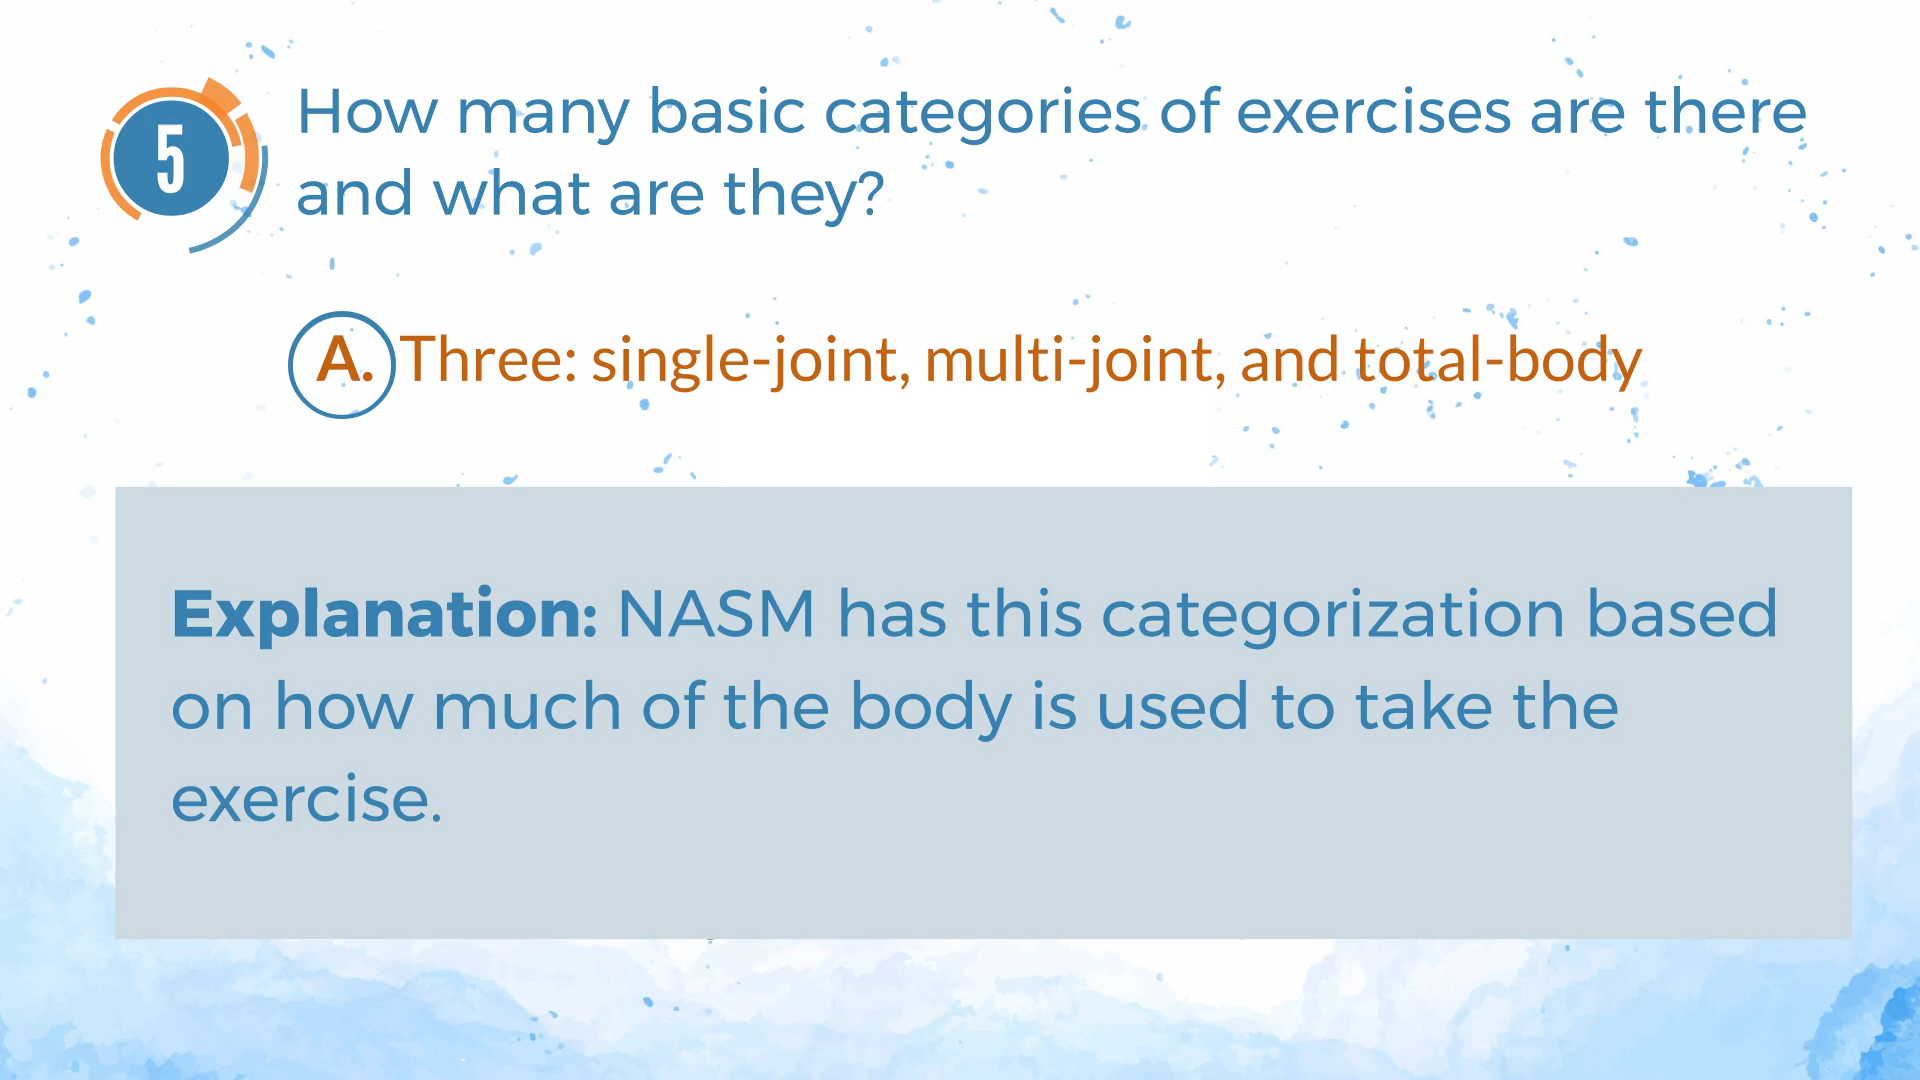 5
How many basic categories of exercises are there
and what are they?
A. Three: single-joint, multi-joint, and total-body
Explanation: NASM has this categorization based
on how much of the body is used to take the
exercise.